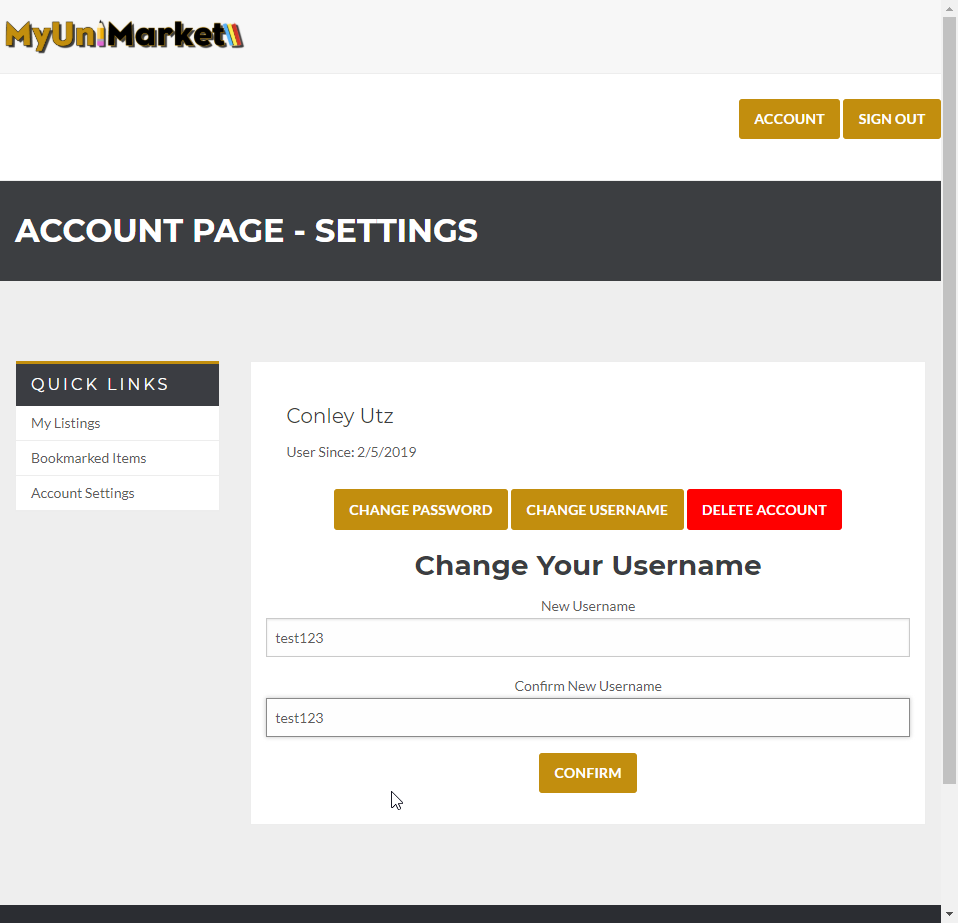 MyUniMarket
ACCOUNT SIGN OUT
ACCOUNT PAGE - SETTINGS
QUICK LINKS
My Listings
Bookmarked Items
Account Settings
Conley Utz
User Since: 2/5/2019
CHANGE PASSWORD CHANGE USERNAME DELETE ACCOUNT
Change Your Username
New Username
test123
Confirm New Username
test123
CONFIRM